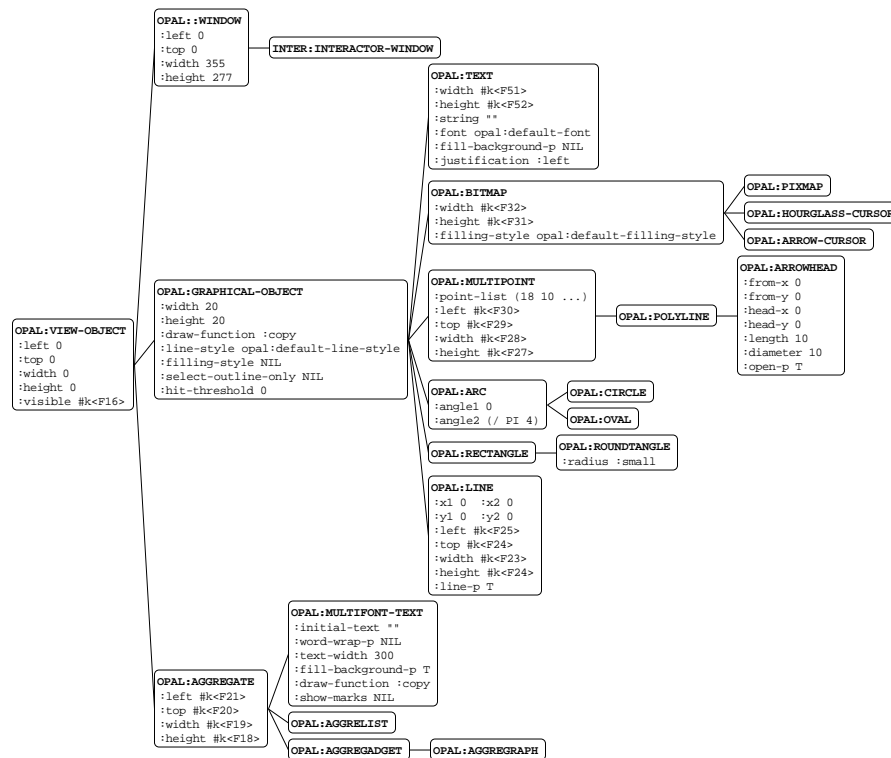 OPAL::WINDOW
:left 0
:top 0
:width 355
:height 277
INTER:INTERACTOR-WINDOW
OPAL:TEXT
:width #k<F51>
:height #k<F52>
:string ""
:font opal:default-font
:fill-background-p NIL
:justification :left
OPAL:BITMAP
:width #k<F32>
:height #k<F31>
:filling-style opal:default-filling-style
OPAL:PIXMAP
OPAL:HOURGLASS-CURSOR
OPAL:ARROW-CURSOR
OPAL:MULTIPOINT
:point-list (18 10 ...)
:left #k<F30>
:top #k<F29>
:width #k<F28>
:height #k<F27>
OPAL:POLYLINE
OPAL:ARROWHEAD
:from-x 0
:from-y 0
:head-x 0
:head-y 0
:length 10
:diameter 10
:open-p T
OPAL:GRAPHICAL-OBJECT
:width 20
:height 20
:draw-function :copy
:line-style opal:default-line-style
:filling-style NIL
:select-outline-only NIL
:hit-threshold 0
OPAL:VIEW-OBJECT
:left 0
:top 0
:width 0
:height 0
:visible #k<F16>
OPAL:ARC
:angle1 0
:angle2 (/ PI 4)
OPAL:CIRCLE
OPAL:OVAL
OPAL:RECTANGLE
OPAL:ROUNDTANGLE
:radius :small
OPAL:LINE
:x1 0 :x2 0
:y1 0 :y2 0
:left #k<F25>
:top #k<F24>
:width #k<F23>
:height #k<F24>
:line-p T
OPAL:MULTIFONT-TEXT
:initial-text ""
:word-wrap-p NIL
:text-width 300
:fill-background-p T
:draw-function :copy
:show-marks NIL
OPAL:AGGREGATE
:left #k<F21>
:top #k<F20>
:width #k<F19>
:height #k<F18>
OPAL:AGGRELIST
OPAL:AGGREGADGET
OPAL:AGGREGRAPH